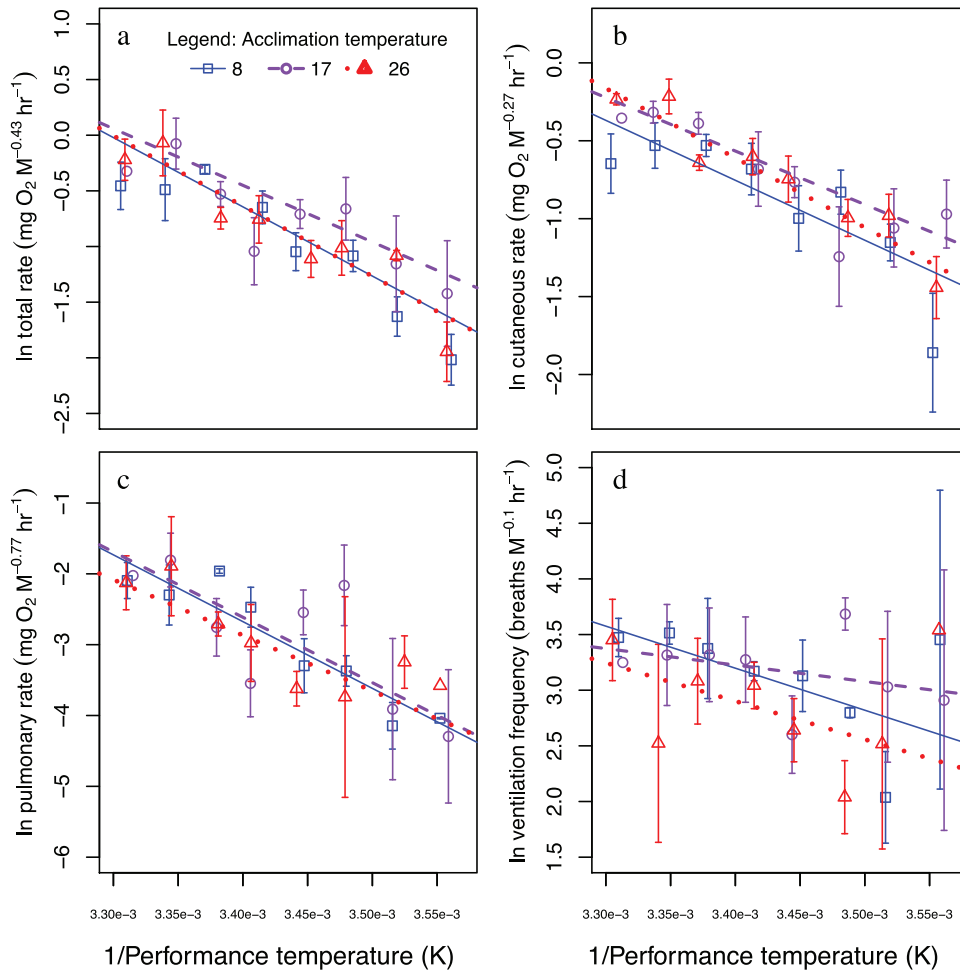 a
Legend: Acclimation temperature
8 17 26
ln total rate (mg O₂ M⁻⁰·⁴³ hr⁻¹)
1.0
0.5
0.0
−0.5
−1.0
−1.5
−2.5
b
ln cutaneous rate (mg O₂ M⁻⁰·²⁷ hr⁻¹)
0.0
−0.5
−1.0
−1.5
−2.0
c
ln pulmonary rate (mg O₂ M⁻⁰·⁷⁷ hr⁻¹)
−1
−2
−3
−4
−5
−6
3.30e−3 3.35e−3 3.40e−3 3.45e−3 3.50e−3 3.55e−3
1/Performance temperature (K)
d
ln ventilation frequency (breaths M⁻⁰·¹ hr⁻¹)
5.0
4.5
4.0
3.5
3.0
2.5
2.0
1.5
3.30e−3 3.35e−3 3.40e−3 3.45e−3 3.50e−3 3.55e−3
1/Performance temperature (K)